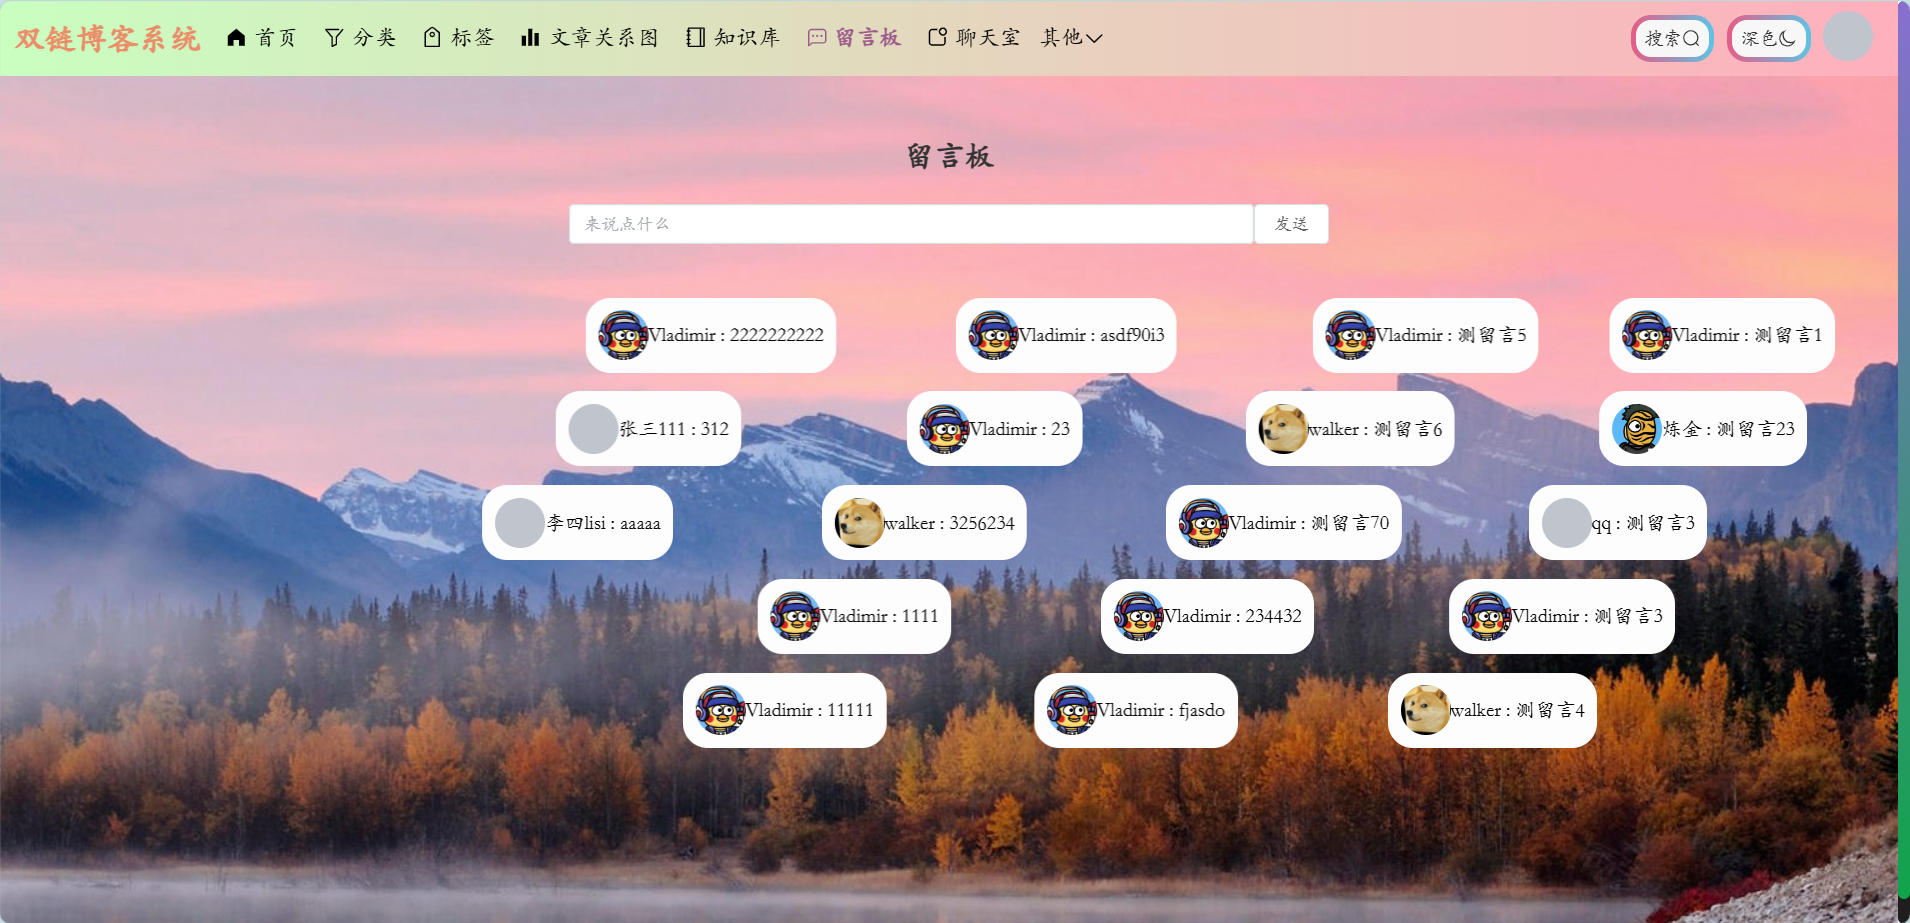 双链博客系统 首页 分类 标签 文章关系图 知识库 留言板 聊天室 其他 搜索 深色
留言板
来说点什么 发送
Vladimir : 2222222222 Vladimir : asdf90i3 Vladimir : 测留言5 Vladimir : 测留言1
张三111 : 312 Vladimir : 23 walker : 测留言6 炼金 : 测留言23
李四lisi : aaaaa walker : 3256234 Vladimir : 测留言70 qq : 测留言3
Vladimir : 1111 Vladimir : 234432 Vladimir : 测留言3
Vladimir : 11111 Vladimir : fjasdo walker : 测留言4